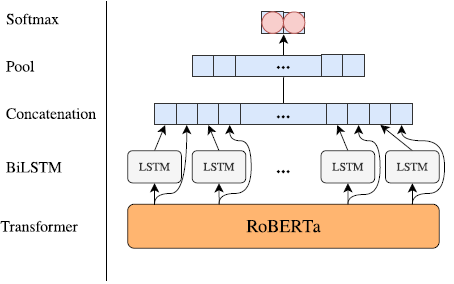 Softmax
Pool
...
Concatenation
...
BiLSTM
LSTM LSTM ... LSTM LSTM
Transformer
RoBERTa